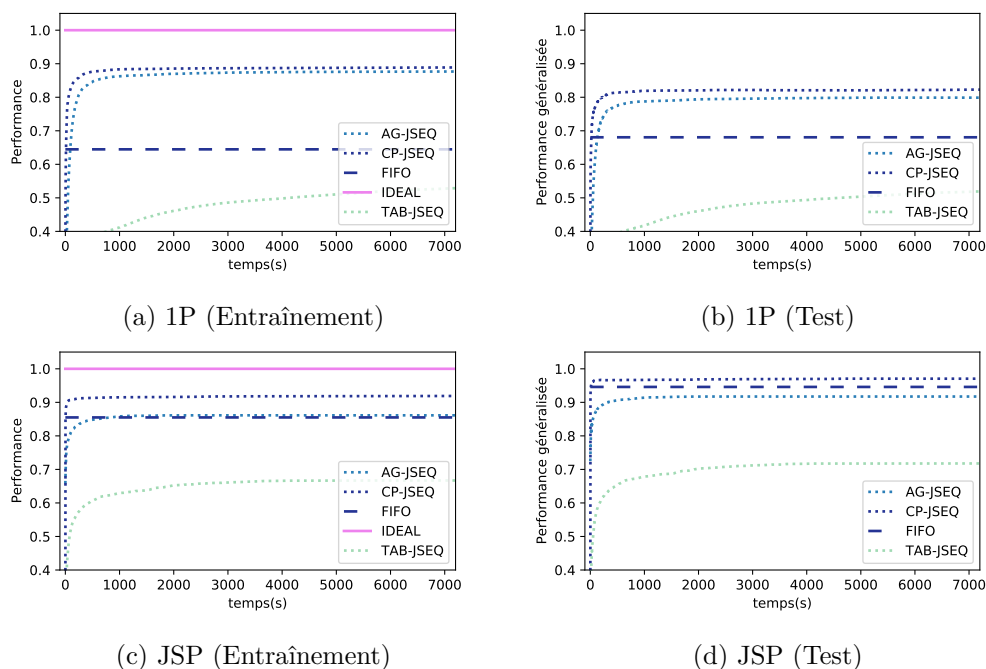 1.0
0.9
0.8
0.7
0.6
0.5
0.4
Performance
AG-JSEQ
CP-JSEQ
FIFO
IDEAL
TAB-JSEQ
0 1000 2000 3000 4000 5000 6000 7000
temps(s)
(a) 1P (Entraînement)
1.0
0.9
0.8
0.7
0.6
0.5
0.4
Performance généralisée
AG-JSEQ
CP-JSEQ
FIFO
TAB-JSEQ
0 1000 2000 3000 4000 5000 6000 7000
temps(s)
(b) 1P (Test)
1.0
0.9
0.8
0.7
0.6
0.5
0.4
Performance
AG-JSEQ
CP-JSEQ
FIFO
IDEAL
TAB-JSEQ
0 1000 2000 3000 4000 5000 6000 7000
temps(s)
(c) JSP (Entraînement)
1.0
0.9
0.8
0.7
0.6
0.5
0.4
Performance généralisée
AG-JSEQ
CP-JSEQ
FIFO
TAB-JSEQ
0 1000 2000 3000 4000 5000 6000 7000
temps(s)
(d) JSP (Test)